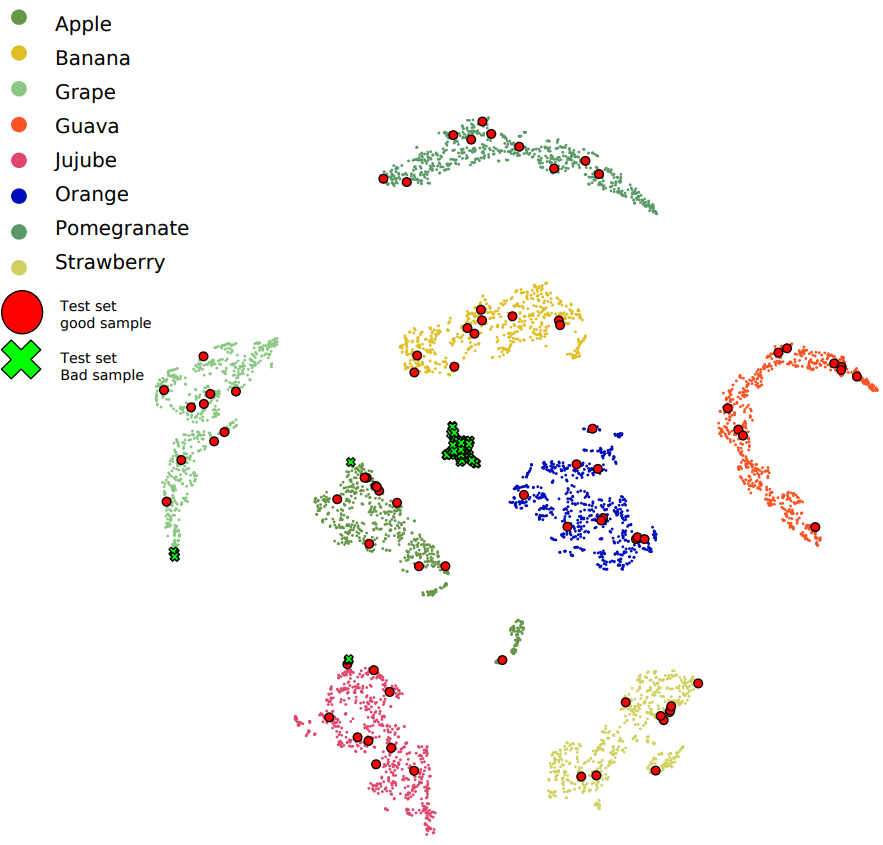 Apple
Banana
Grape
Guava
Jujube
Orange
Pomegranate
Strawberry
Test set
good sample
Test set
Bad sample